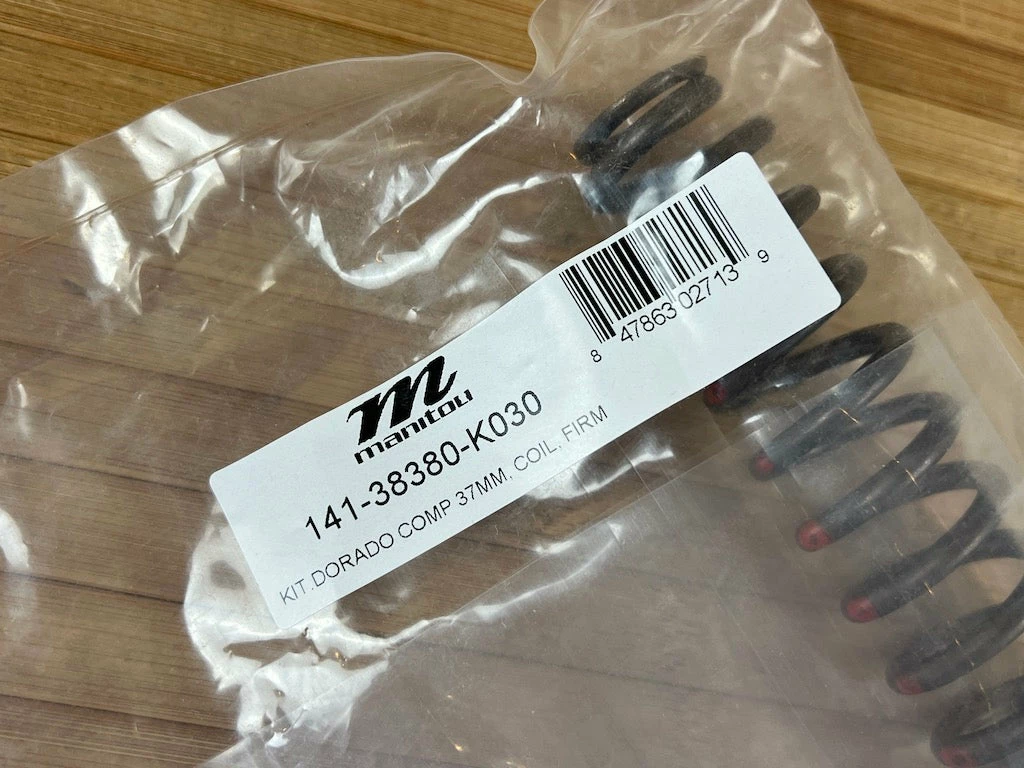 m
manitou
141-38380-K030
KIT.DORADO COMP 37MM, COIL, FIRM
8 47863 02713 9